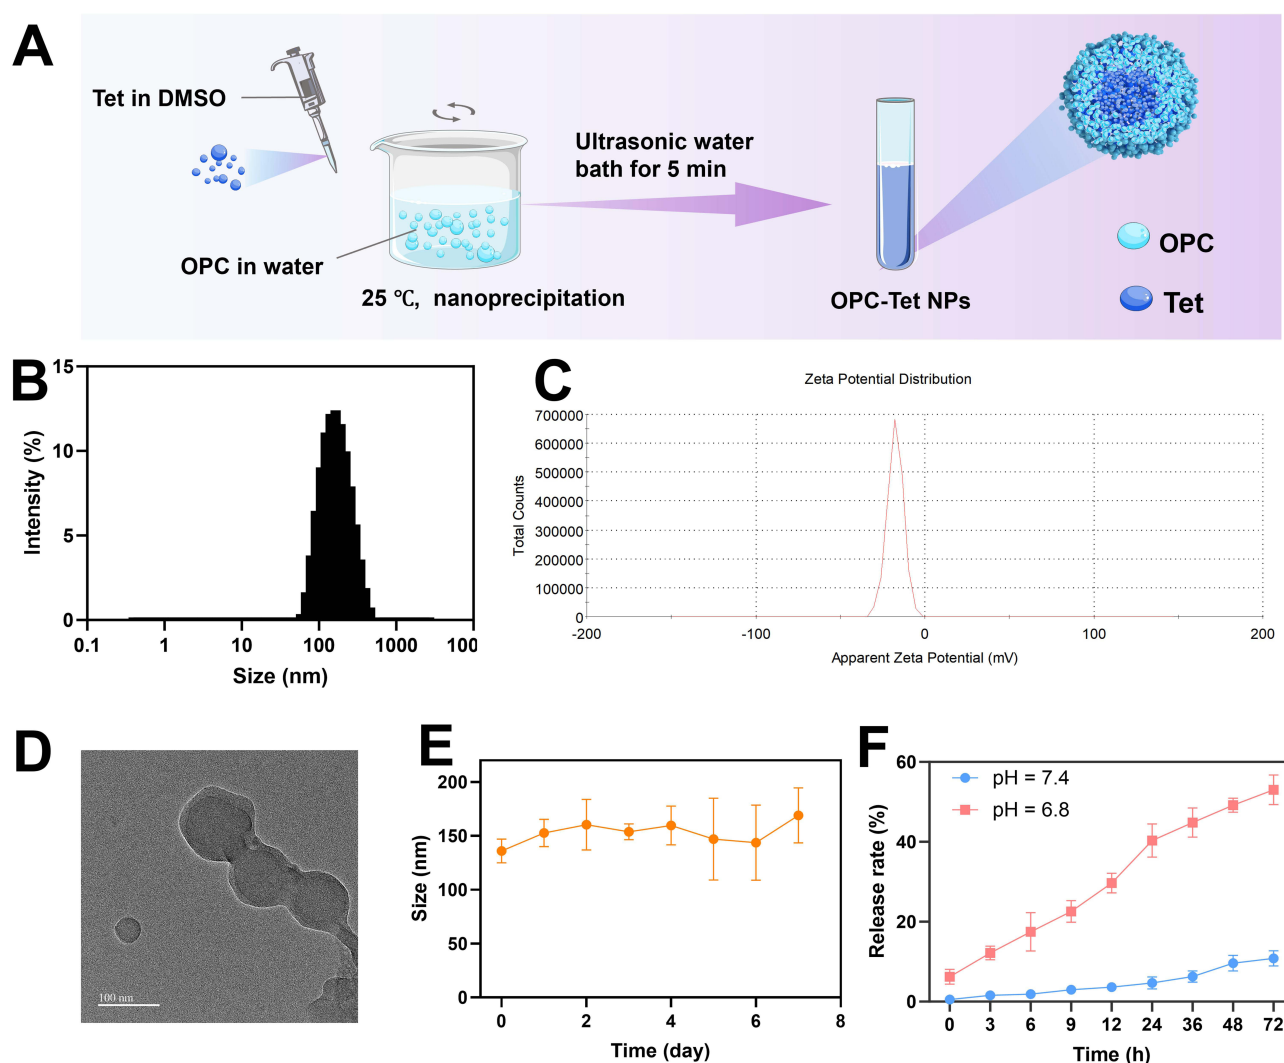 A
Tet in DMSO
OPC in water
25 ℃, nanoprecipitation
Ultrasonic water
bath for 5 min
OPC-Tet NPs
OPC
Tet
B
15
10
5
0
Intensity (%)
0.1
1
10
100
1000
100
Size (nm)
C
Zeta Potential Distribution
700000
600000
500000
400000
300000
200000
100000
0
Total Counts
-200
-100
0
100
200
Apparent Zeta Potential (mV)
D
100 nm
E
200
150
100
50
0
Size (nm)
0
2
4
6
8
Time (day)
F
60
40
20
0
Release rate (%)
pH = 7.4
pH = 6.8
0
3
6
9
12
24
36
48
72
Time (h)